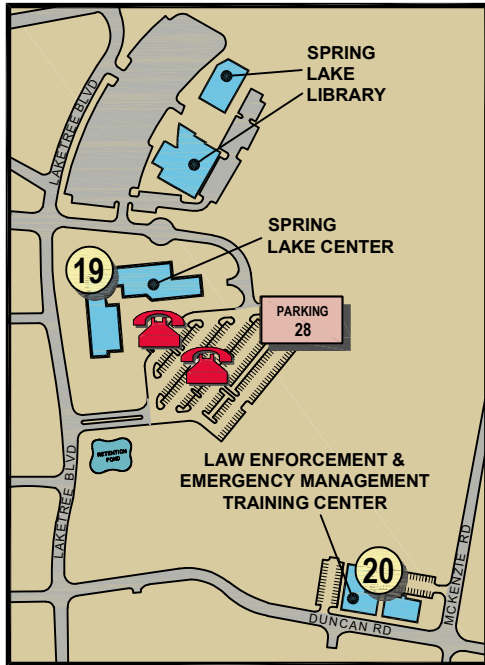 SPRING
LAKE
LIBRARY
LAKETREE BLVD
SPRING
LAKE CENTER
19
PARKING
28
RETENTION
POND
LAW ENFORCEMENT &
EMERGENCY MANAGEMENT
TRAINING CENTER
LAKETREE BLVD
20
MCKENZIE RD
DUNCAN RD